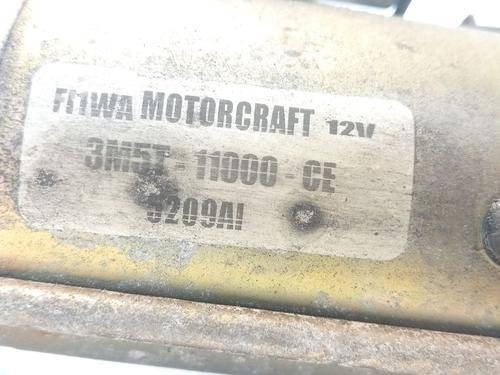 FI1WA MOTORCRAFT 12V
3M5T - 11000 - CE
5209AI